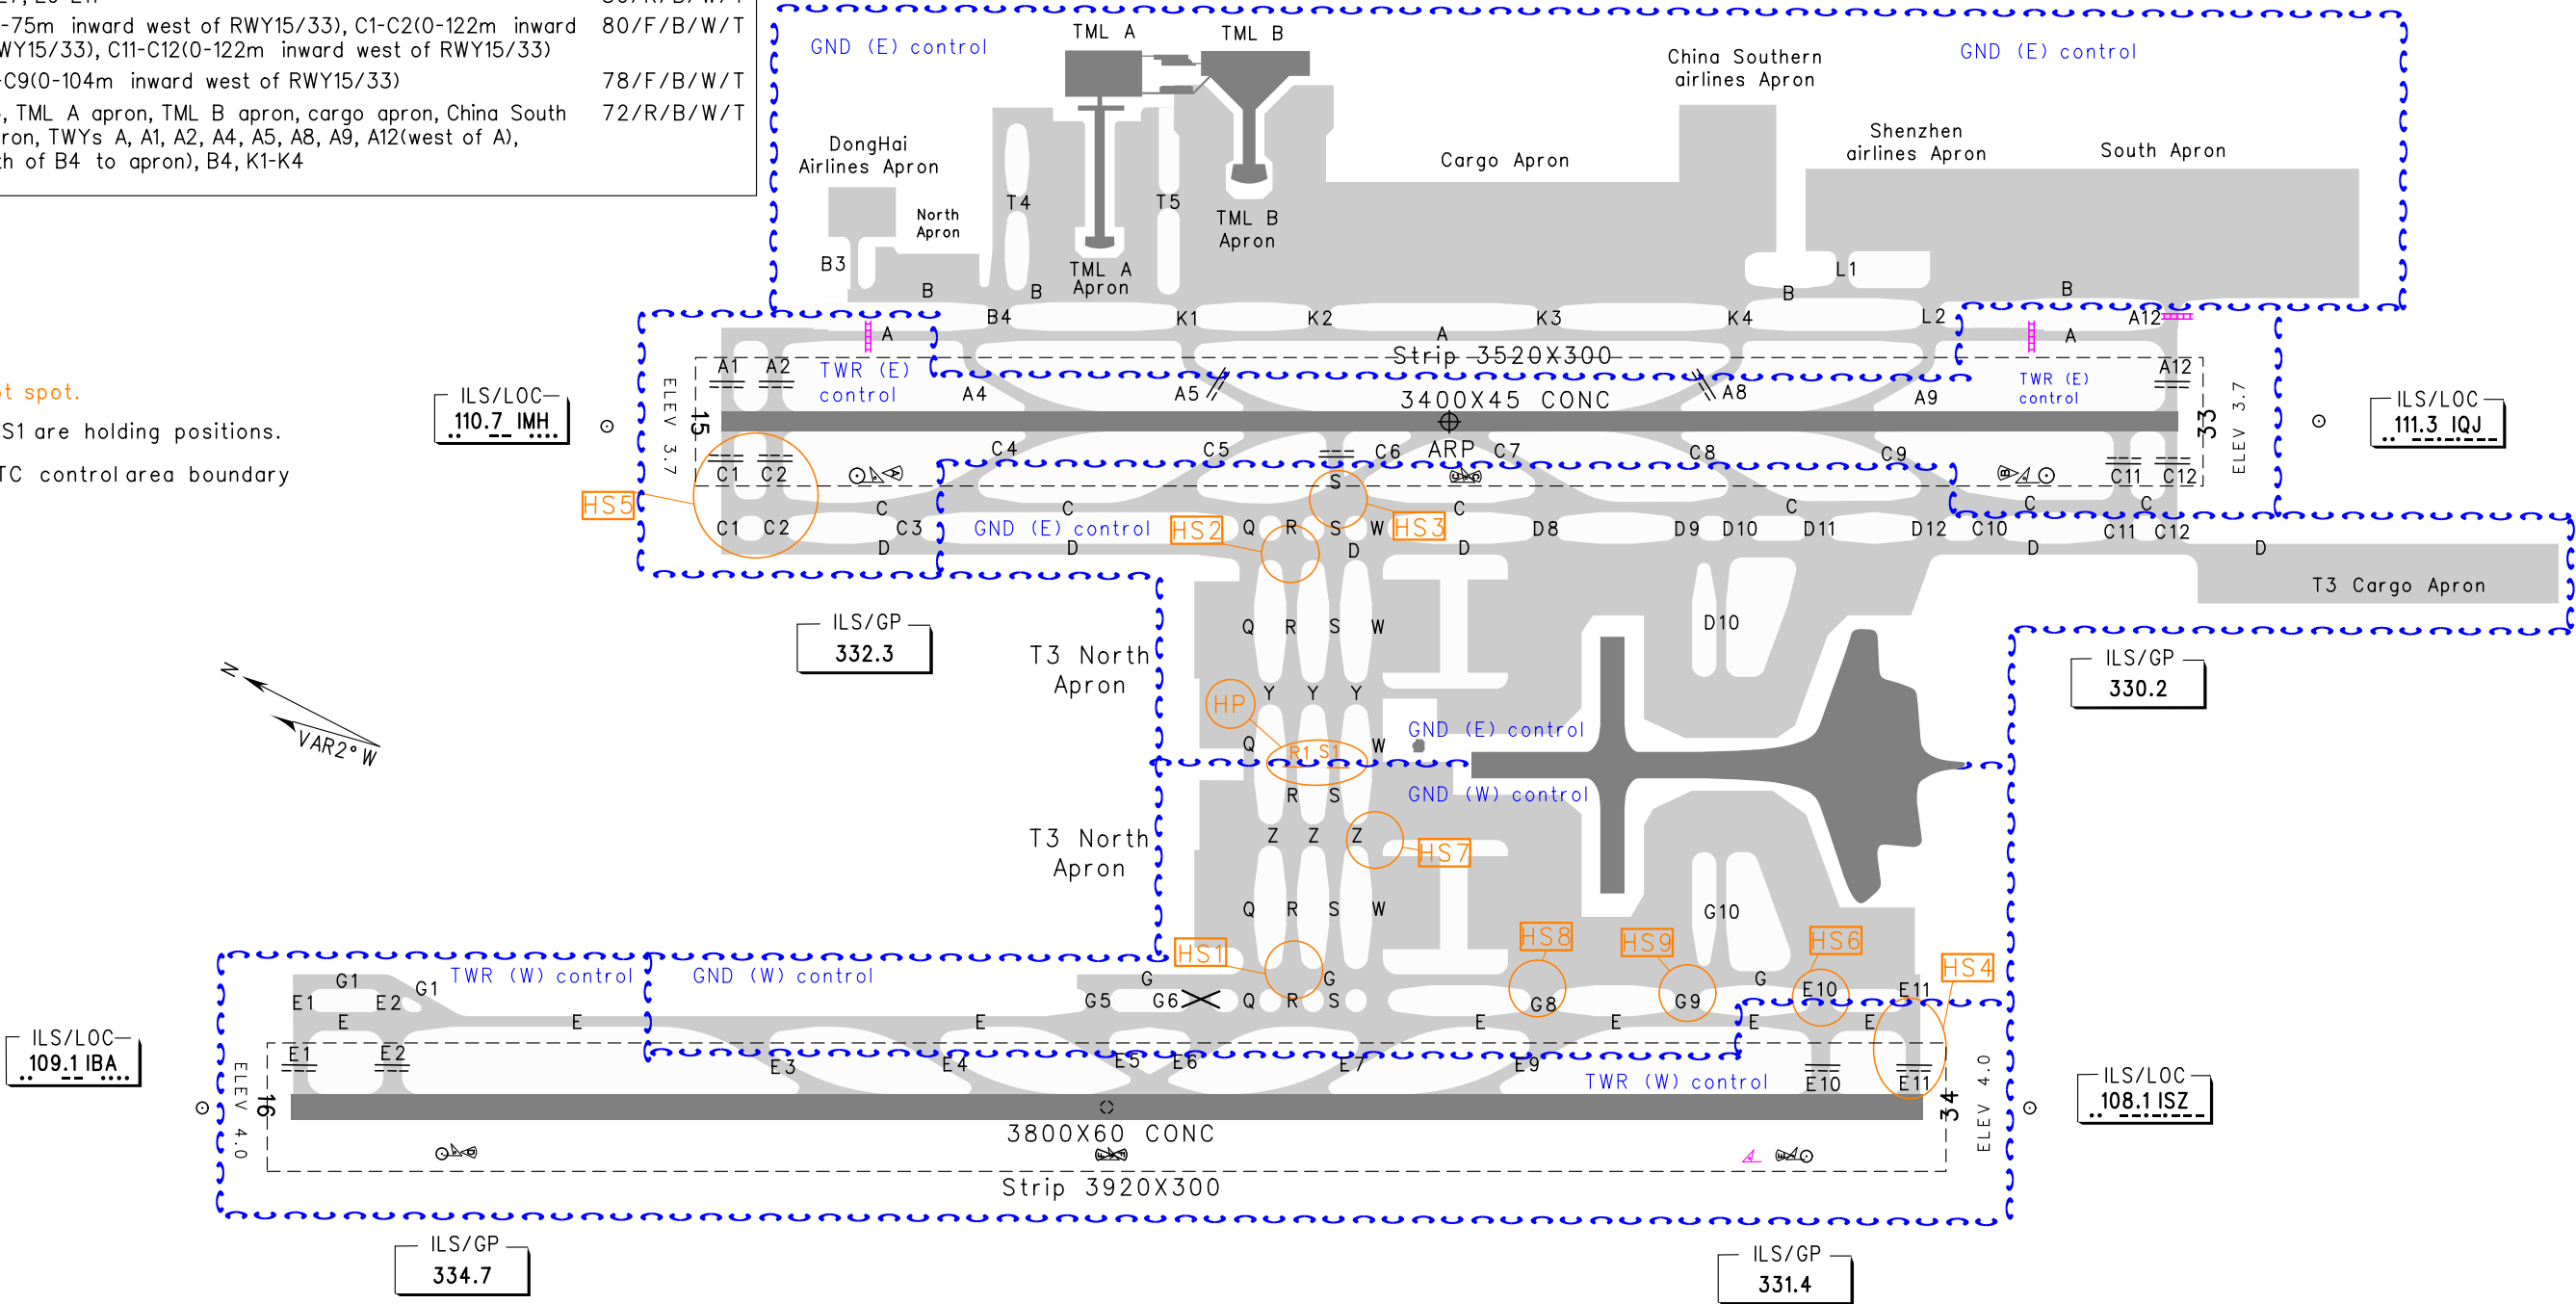 -75m inward west of RWY15/33), C1-C2(0-122m inward 80/F/B/W/T
WY15/33), C11-C12(0-122m inward west of RWY15/33)
-C9(0-104m inward west of RWY15/33) 78/F/B/W/T
, TML A apron, TML B apron, cargo apron, China South 72/R/B/W/T
ron, TWYs A, A1, A2, A4, A5, A8, A9, A12(west of A),
th of B4 to apron), B4, K1-K4
ot spot.
S1 are holding positions.
TC control area boundary
GND (E) control
TML A
TML B
China Southern
airlines Apron
GND (E) control
DongHai
Airlines Apron
Cargo Apron
Shenzhen
airlines Apron
South Apron
North
Apron
T4
T5
TML B
Apron
B3
TML A
Apron
L1
B
B
B
B
B4
K1
K2
K3
K4
L2
A12
A
A
A
Strip 3520X300
A1
A2
TWR (E)
control
A4
A5
A8
A9
TWR (E)
control
A12
3400X45 CONC
ILS/LOC
110.7 IMH
ELEV 3.7
15
33
ELEV 3.7
ILS/LOC
111.3 IQJ
ARP
C1
C2
C4
C5
C6
C7
C8
C9
C11
C12
HS5
S
C
C
C
C
C
C
C1
C2
C3
GND (E) control
HS2
Q
R
S
W
HS3
D8
D9
D10
D11
D12
C10
C11
C12
D
D
D
D
D
D
T3 Cargo Apron
ILS/GP
332.3
Q
R
S
W
D10
T3 North
Apron
ILS/GP
330.2
N
VAR2° W
Y
Y
Y
HP
GND (E) control
Q
R1
S1
W
R
S
GND (W) control
T3 North
Apron
Z
Z
Z
HS7
Q
R
S
W
G10
HS1
HS8
HS9
HS6
HS4
TWR (W) control
GND (W) control
G1
G1
G
G
G
E1
E2
G5
G6
Q
R
S
G8
G9
E10
E11
E
E
E
E
E
E
E
E1
E2
E3
E4
E5
E6
E7
E9
TWR (W) control
E10
E11
ILS/LOC
109.1 IBA
ELEV 4.0
16
34
ELEV 4.0
ILS/LOC
108.1 ISZ
3800X60 CONC
Strip 3920X300
ILS/GP
334.7
ILS/GP
331.4